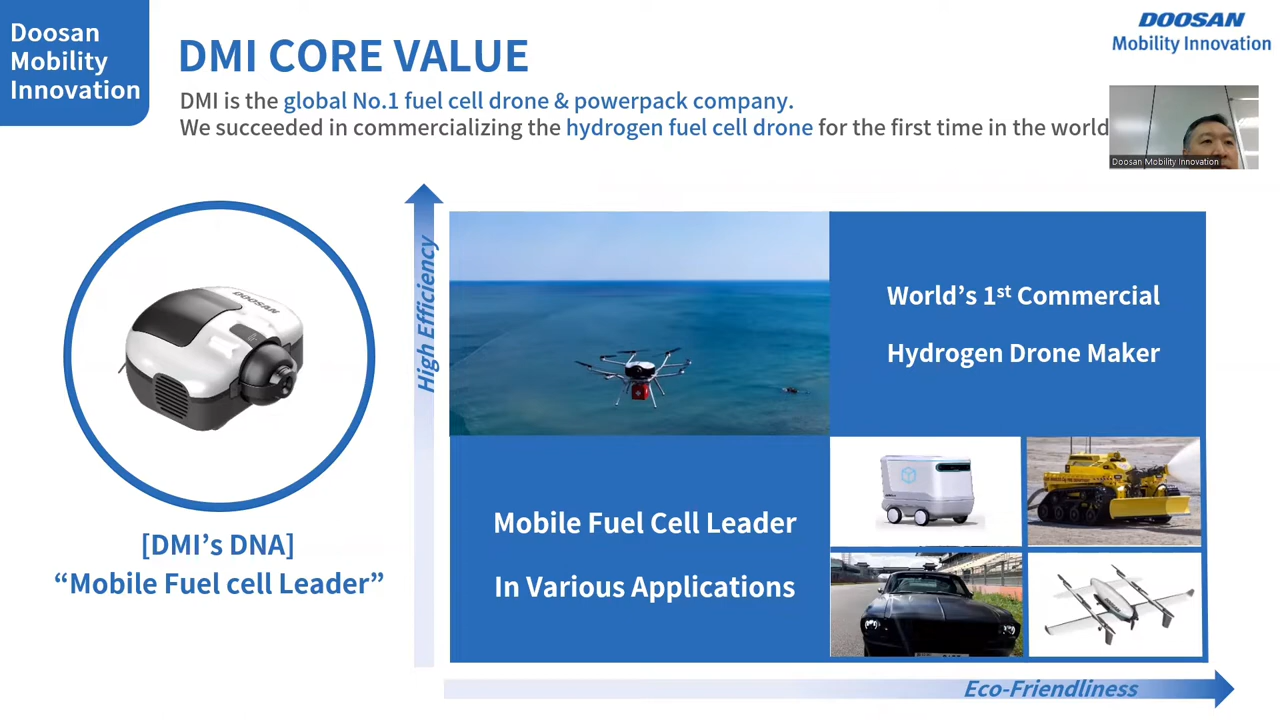 Doosan
Mobility
Innovation
DMI CORE VALUE
DMI is the global No.1 fuel cell drone & powerpack company.
We succeeded in commercializing the hydrogen fuel cell drone for the first time in the world
DOOSAN
Mobility Innovation
Doosan Mobility Innovation
DOOSAN
[DMI's DNA]
“Mobile Fuel cell Leader”
High Efficiency
World's 1st Commercial
Hydrogen Drone Maker
Mobile Fuel Cell Leader
In Various Applications
Eco-Friendliness